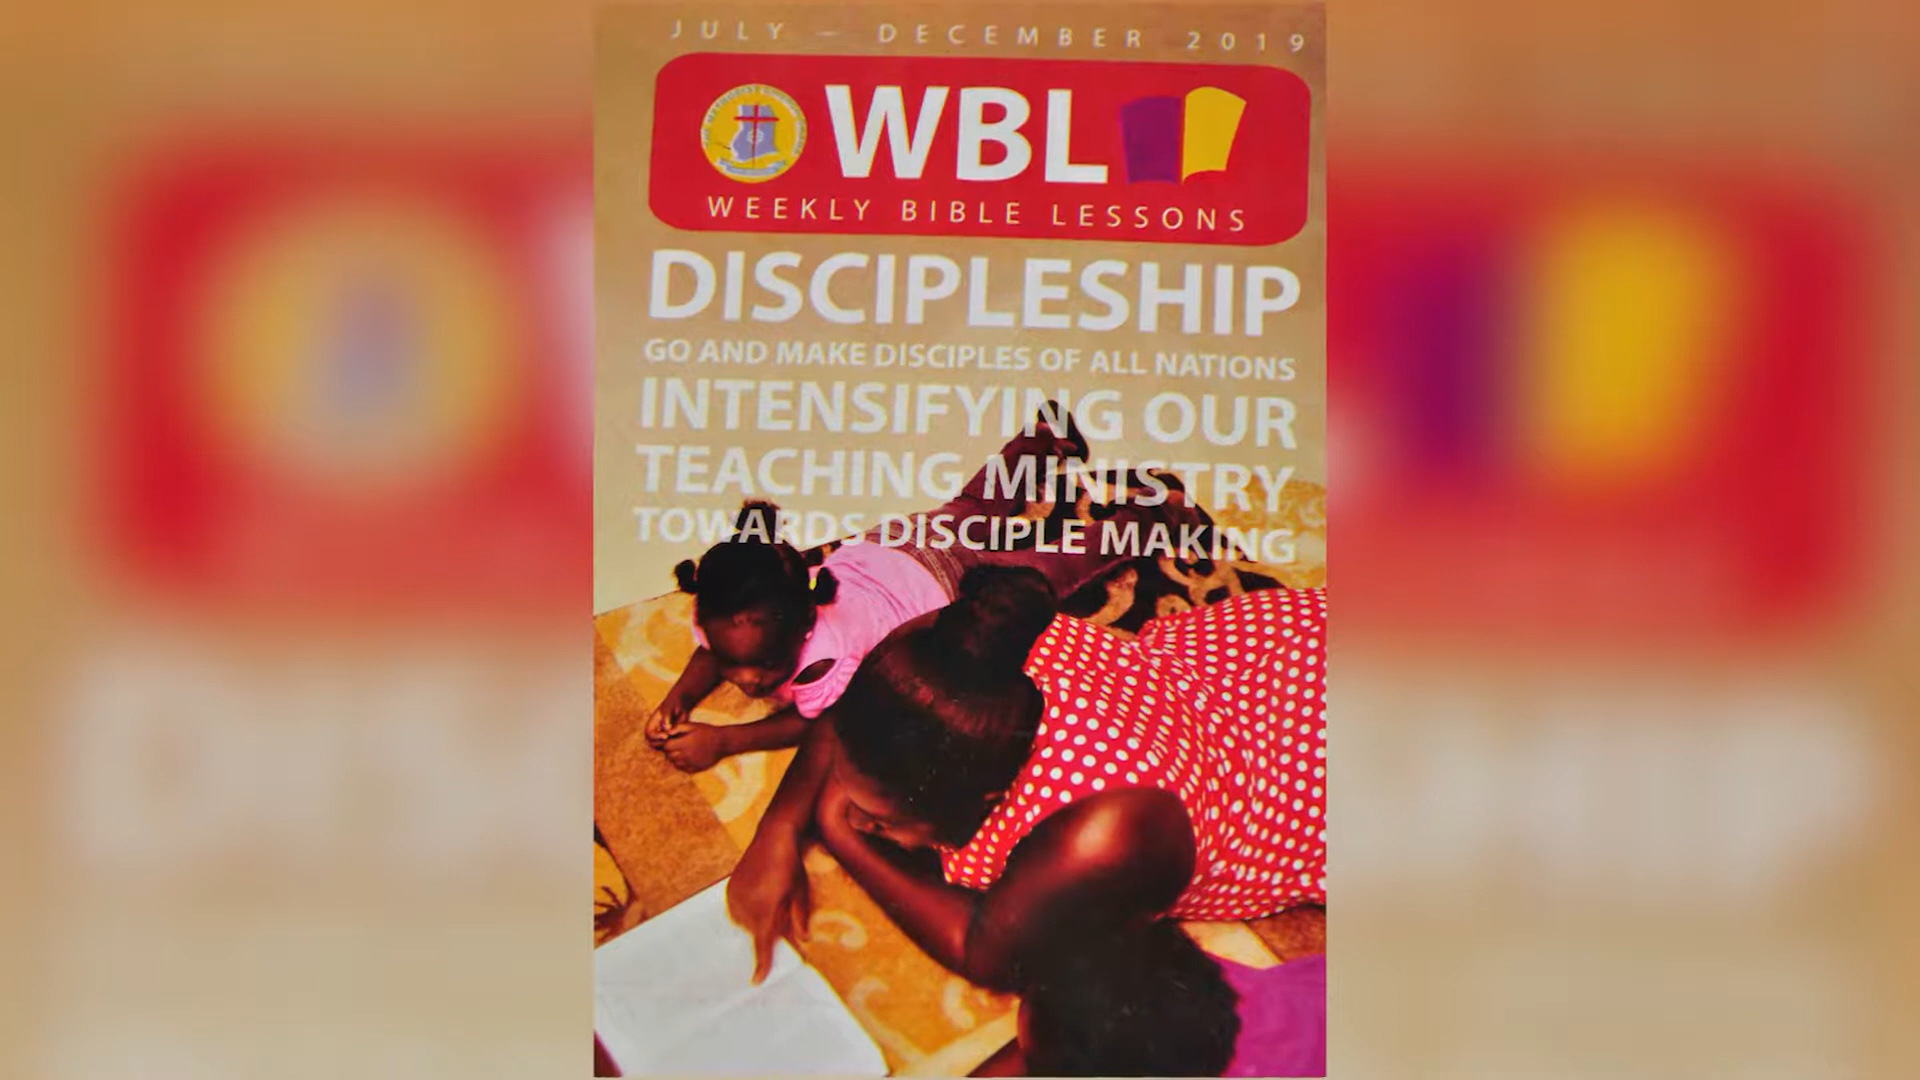 JULY – DECEMBER 2019
WBL
WEEKLY BIBLE LESSONS
DISCIPLESHIP
GO AND MAKE DISCIPLES OF ALL NATIONS
INTENSIFYING OUR
TEACHING MINISTRY
TOWARDS DISCIPLE MAKING